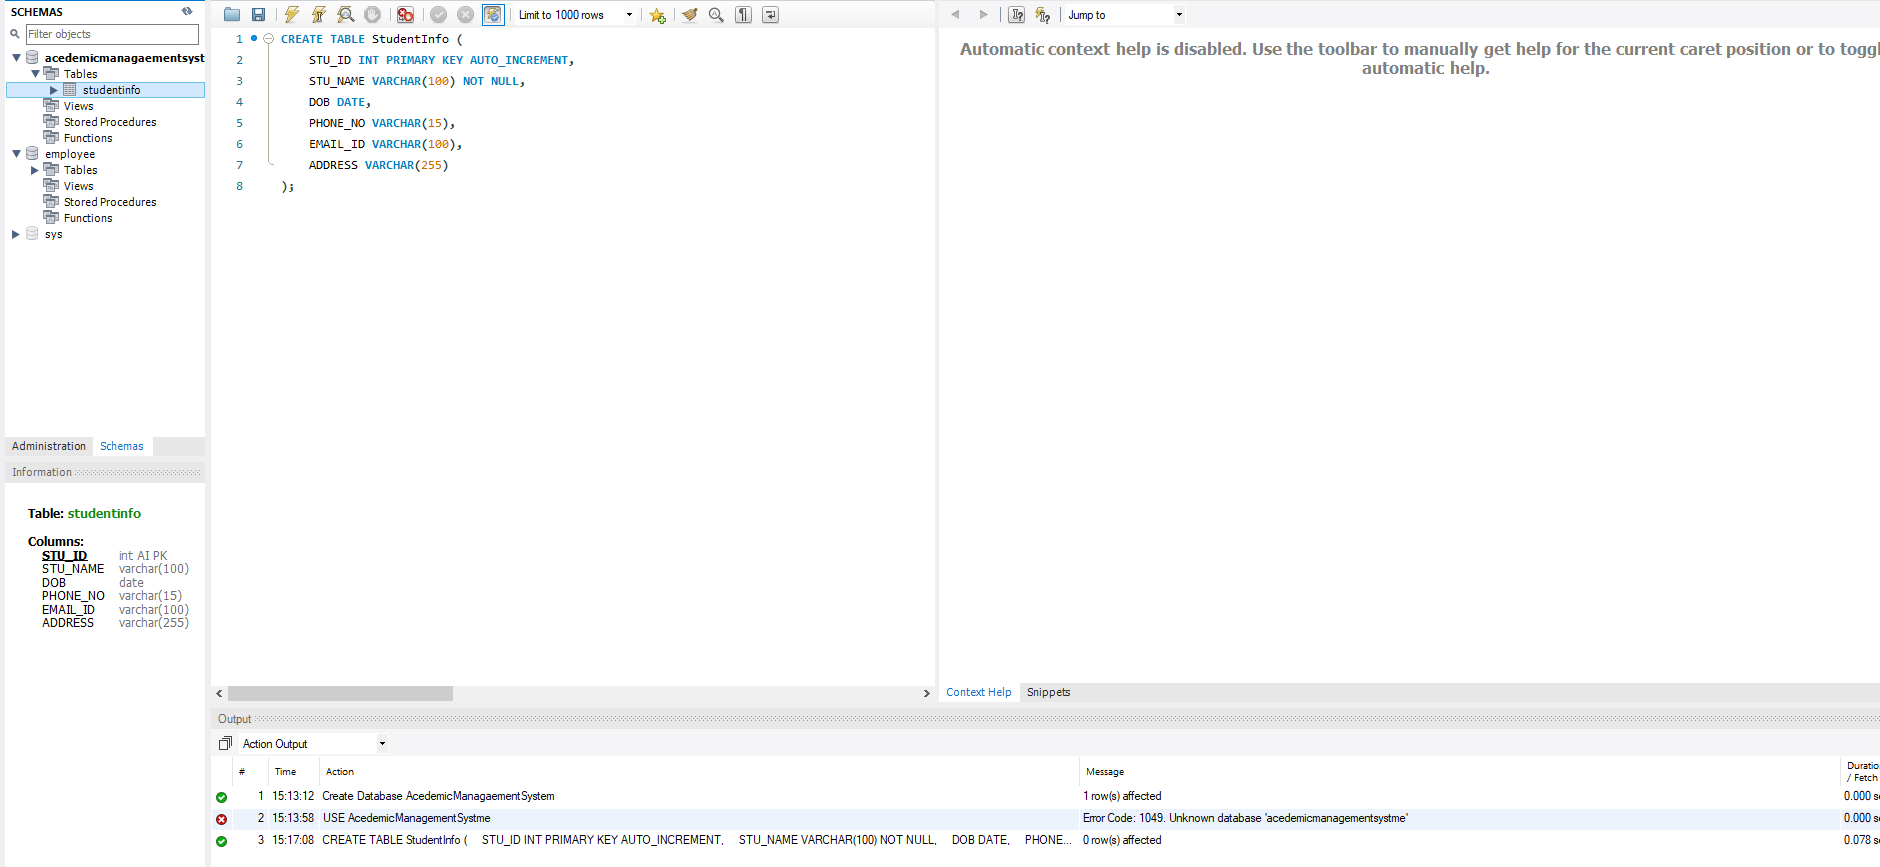 SCHEMAS
Filter objects
acedemicmanagaementsyst
Tables
studentinfo
Views
Stored Procedures
Functions
employee
Tables
Views
Stored Procedures
Functions
sys
Administration Schemas
Information
Table: studentinfo
Columns:
STU_ID int AI PK
STU_NAME varchar(100)
DOB date
PHONE_NO varchar(15)
EMAIL_ID varchar(100)
ADDRESS varchar(255)
Limit to 1000 rows
1 CREATE TABLE StudentInfo (
2 STU_ID INT PRIMARY KEY AUTO_INCREMENT,
3 STU_NAME VARCHAR(100) NOT NULL,
4 DOB DATE,
5 PHONE_NO VARCHAR(15),
6 EMAIL_ID VARCHAR(100),
7 ADDRESS VARCHAR(255)
8 );
Jump to
Automatic context help is disabled. Use the toolbar to manually get help for the current caret position or to toggl
automatic help.
Context Help Snippets
Output
Action Output
# Time Action Message Duratio
/ Fetch
1 15:13:12 Create Database AcedemicManagaementSystem 1 row(s) affected 0.000 s
2 15:13:58 USE AcedemicManagementSystme Error Code: 1049. Unknown database 'acedemicmanagementsystme' 0.000 s
3 15:17:08 CREATE TABLE StudentInfo ( STU_ID INT PRIMARY KEY AUTO_INCREMENT, STU_NAME VARCHAR(100) NOT NULL, DOB DATE, PHONE... 0 row(s) affected 0.078 s